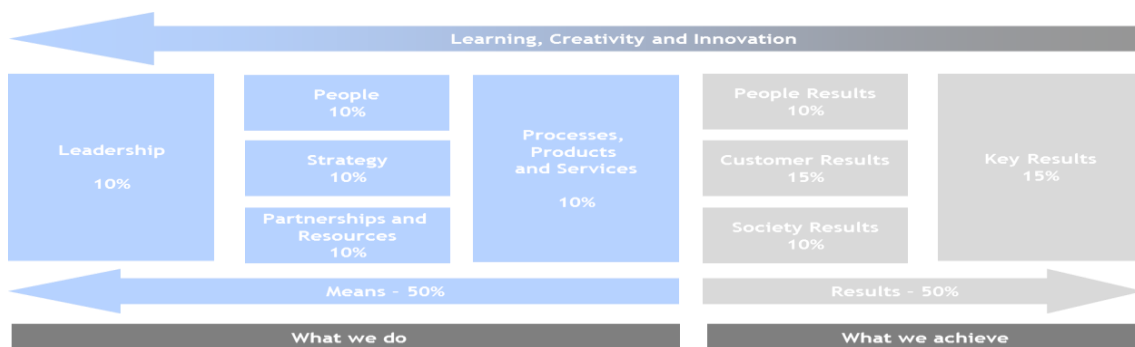 Learning, Creativity and Innovation
Leadership
10%
People
10%
Strategy
10%
Partnerships and
Resources
10%
Processes,
Products
and Services
10%
People Results
10%
Customer Results
15%
Society Results
10%
Key Results
15%
Means - 50%
Results - 50%
What we do
What we achieve